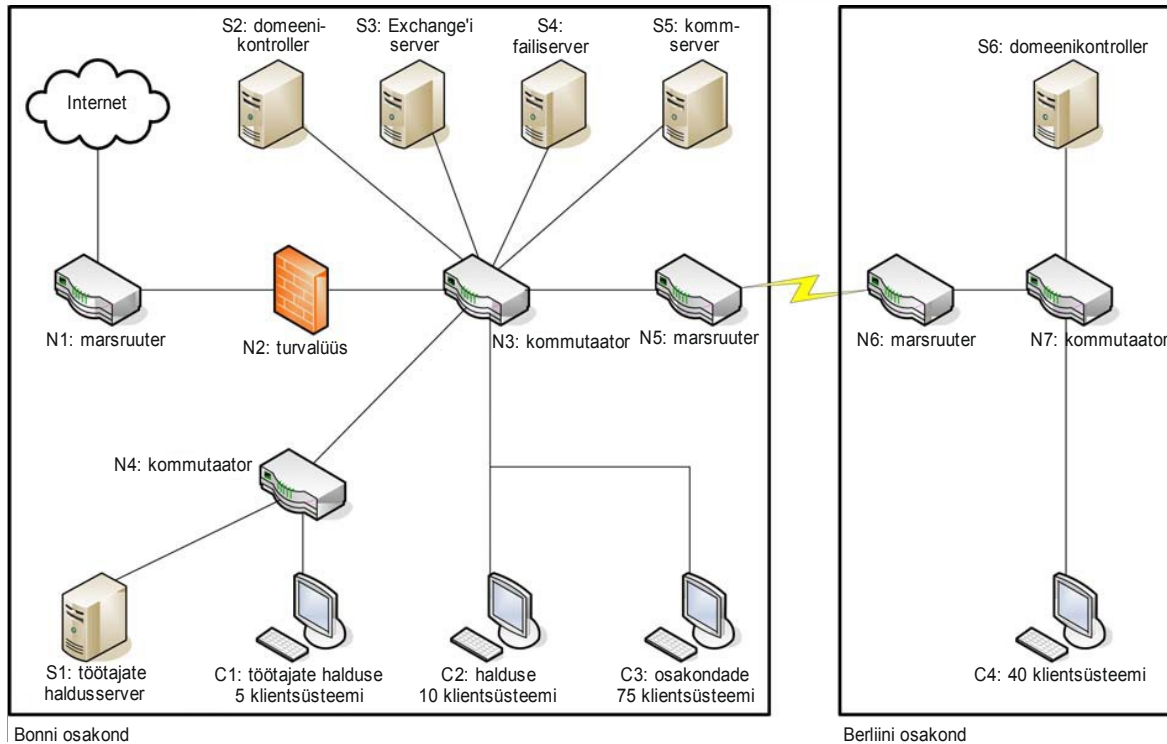 S2: domeeni-
kontroller
S3: Exchange'i
server
S4:
failiserver
S5: komm-
server
S6: domeenikontroller
Internet
N1: marsruuter
N2: turvalüüs
N3: kommutaator
N5: marsruuter
N6: marsruuter
N7: kommutaator
N4: kommutaator
S1: töötajate
haldusserver
C1: töötajate halduse
5 klientsüsteemi
C2: halduse
10 klientsüsteemi
C3: osakondade
75 klientsüsteemi
C4: 40 klientsüsteemi
Bonni osakond
Berliini osakond